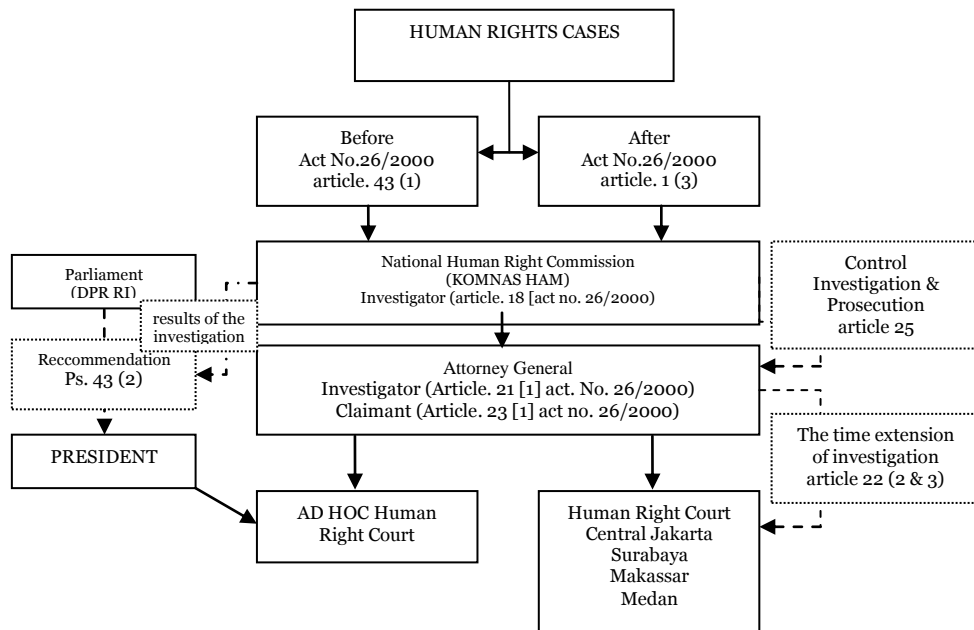 HUMAN RIGHTS CASES
Before
Act No.26/2000
article. 43 (1)
After
Act No.26/2000
article. 1 (3)
National Human Right Commission
(KOMNAS HAM)
Investigator (article. 18 [act no. 26/2000)
Parliament
(DPR RI)
results of the
investigation
Control
Investigation &
Prosecution
article 25
Reccommendation
Ps. 43 (2)
Attorney General
Investigator (Article. 21 [1] act. No. 26/2000)
Claimant (Article. 23 [1] act no. 26/2000)
PRESIDENT
The time extension
of investigation
article 22 (2 & 3)
AD HOC Human
Right Court
Human Right Court
Central Jakarta
Surabaya
Makassar
Medan